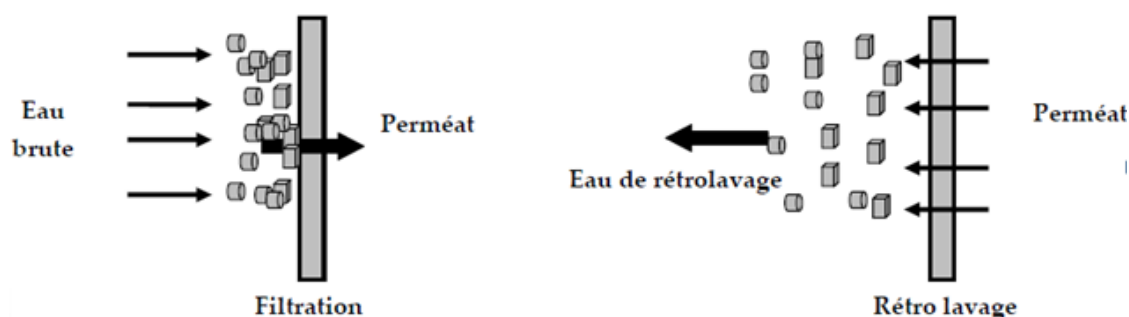 Eau
brute
Perméat
Filtration
Perméat
Eau de rétrolavage
Rétro lavage